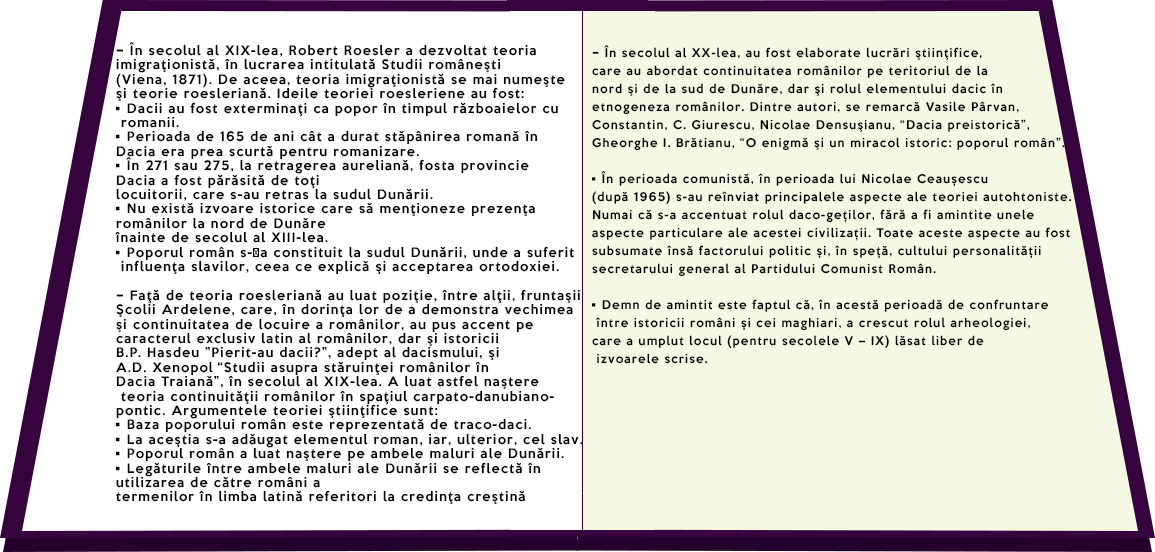 – În secolul al XIX-lea, Robert Roesler a dezvoltat teoria
imigraţionistă, în lucrarea intitulată Studii românești
(Viena, 1871). De aceea, teoria imigraţionistă se mai numește
și teorie roesleriană. Ideile teoriei roesleriene au fost:
▪ Dacii au fost exterminaţi ca popor în timpul războaielor cu
romanii.
▪ Perioada de 165 de ani cât a durat stăpânirea romană în
Dacia era prea scurtă pentru romanizare.
▪ În 271 sau 275, la retragerea aureliană, fosta provincie
Dacia a fost părăsită de toţi
locuitorii, care s-au retras la sudul Dunării.
▪ Nu există izvoare istorice care să menţioneze prezenţa
românilor la nord de Dunăre
înainte de secolul al XIII-lea.
▪ Poporul român s-a constituit la sudul Dunării, unde a suferit
influenţa slavilor, ceea ce explică şi acceptarea ortodoxiei.
– Faţă de teoria roesleriană au luat poziţie, între alţii, fruntașii
Școlii Ardelene, care, în dorinţa lor de a demonstra vechimea
și continuitatea de locuire a românilor, au pus accent pe
caracterul exclusiv latin al românilor, dar și istoricii
B.P. Hasdeu ”Pierit-au dacii?”, adept al dacismului, şi
A.D. Xenopol “Studii asupra stăruinţei românilor în
Dacia Traiană”, în secolul al XIX-lea. A luat astfel naștere
teoria continuităţii românilor în spaţiul carpato-danubiano-
pontic. Argumentele teoriei știinţifice sunt:
▪ Baza poporului român este reprezentată de traco-daci.
▪ La aceştia s-a adăugat elementul roman, iar, ulterior, cel slav.
▪ Poporul român a luat naştere pe ambele maluri ale Dunării.
▪ Legăturile între ambele maluri ale Dunării se reflectă în
utilizarea de către români a
termenilor în limba latină referitori la credinţa creștină
– În secolul al XX-lea, au fost elaborate lucrări ştiinţifice,
care au abordat continuitatea românilor pe teritoriul de la
nord şi de la sud de Dunăre, dar şi rolul elementului dacic în
etnogeneza românilor. Dintre autori, se remarcă Vasile Pârvan,
Constantin, C. Giurescu, Nicolae Densuşianu, “Dacia preistorică”,
Gheorghe I. Brătianu, “O enigmă şi un miracol istoric: poporul român”.
▪ În perioada comunistă, în perioada lui Nicolae Ceaușescu
(după 1965) s-au reînviat principalele aspecte ale teoriei autohtoniste.
Numai că s-a accentuat rolul daco-geților, fără a fi amintite unele
aspecte particulare ale acestei civilizații. Toate aceste aspecte au fost
subsumate însă factorului politic și, în speță, cultului personalității
secretarului general al Partidului Comunist Român.
▪ Demn de amintit este faptul că, în acestă perioadă de confruntare
între istoricii români și cei maghiari, a crescut rolul arheologiei,
care a umplut locul (pentru secolele V – IX) lăsat liber de
izvoarele scrise.